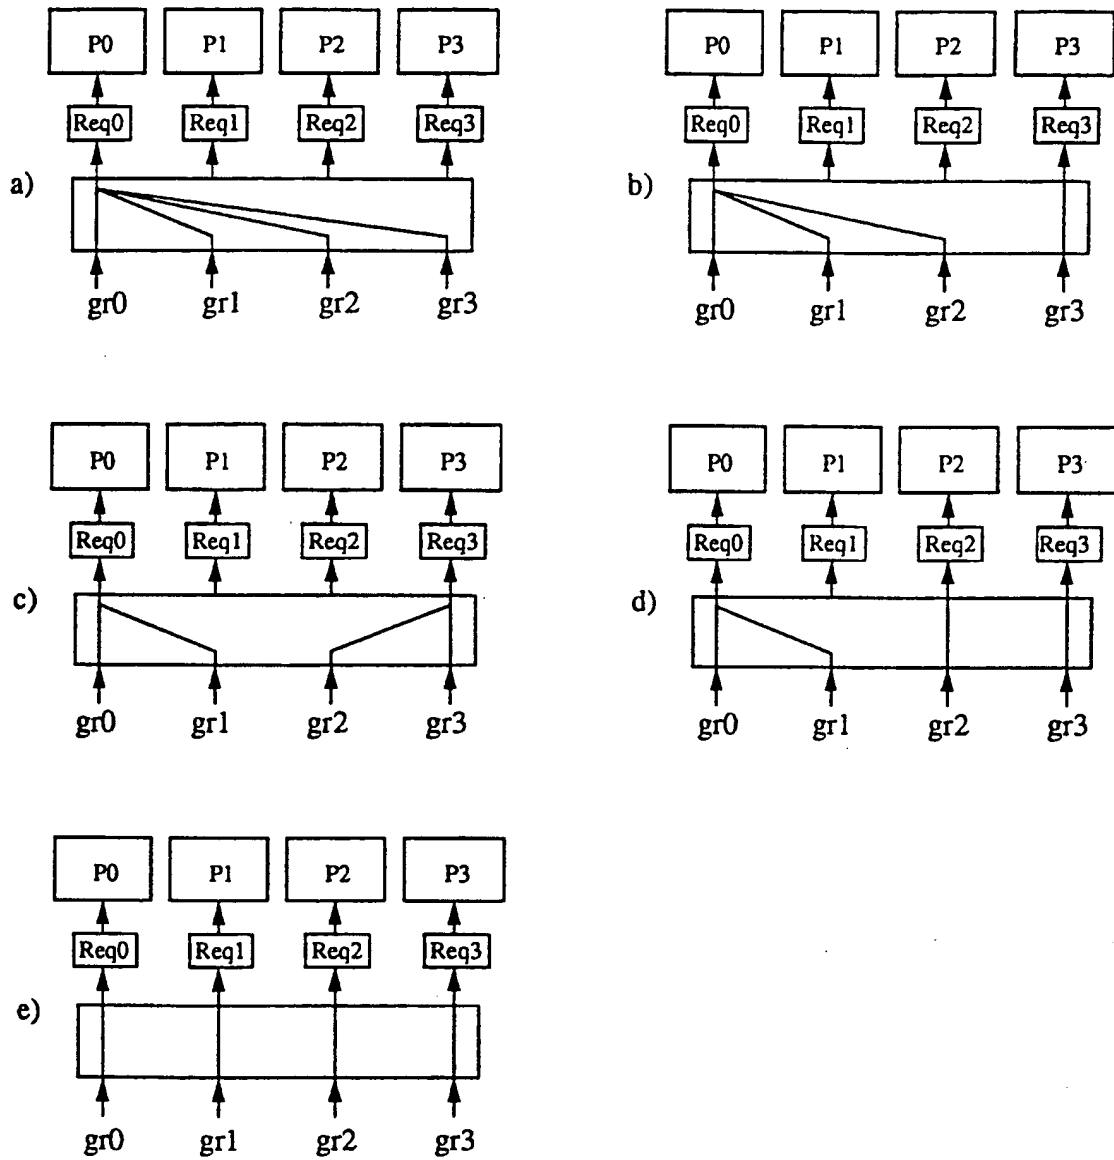 P0 P1 P2 P3
Req0 Req1 Req2 Req3
a)
gr0 gr1 gr2 gr3
P0 P1 P2 P3
Req0 Req1 Req2 Req3
b)
gr0 gr1 gr2 gr3
P0 P1 P2 P3
Req0 Req1 Req2 Req3
c)
gr0 gr1 gr2 gr3
P0 P1 P2 P3
Req0 Req1 Req2 Req3
d)
gr0 gr1 gr2 gr3
P0 P1 P2 P3
Req0 Req1 Req2 Req3
e)
gr0 gr1 gr2 gr3